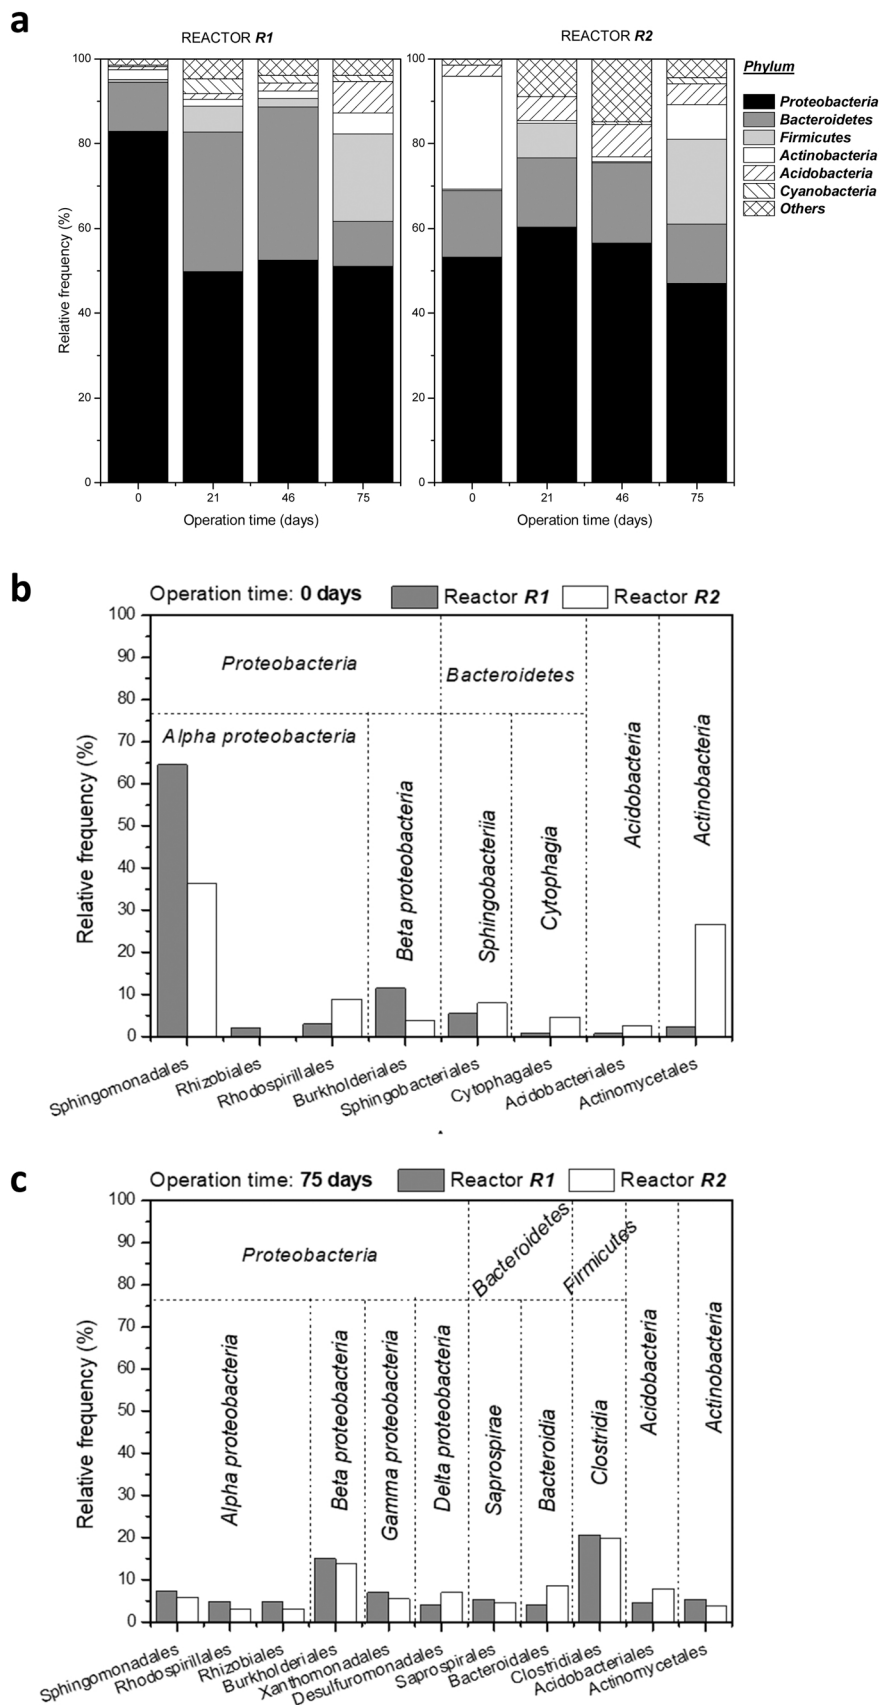 a
REACTOR R1
REACTOR R2
Phylum
Proteobacteria
Bacteroidetes
Firmicutes
Actinobacteria
Acidobacteria
Cyanobacteria
Others
Relative frequency (%)
100
80
60
40
20
0
0 21 46 75
Operation time (days)
100
80
60
40
20
0
0 21 46 75
Operation time (days)
b
Operation time: 0 days Reactor R1 Reactor R2
Relative frequency (%)
100
90
80
70
60
50
40
30
20
10
0
Proteobacteria
Bacteroidetes
Alpha proteobacteria
Beta proteobacteria
Sphingobacteriia
Cytophagia
Acidobacteria
Actinobacteria
Sphingomonadales
Rhizobiales
Rhodospirillales
Burkholderiales
Sphingobacteriales
Cytophagales
Acidobacteriales
Actinomycetales
c
Operation time: 75 days Reactor R1 Reactor R2
Relative frequency (%)
100
90
80
70
60
50
40
30
20
10
0
Proteobacteria
Bacteroidetes
Firmicutes
Alpha proteobacteria
Beta proteobacteria
Gamma proteobacteria
Delta proteobacteria
Saprospirae
Bacteroidia
Clostridia
Acidobacteria
Actinobacteria
Sphingomonadales
Rhodospirillales
Rhizobiales
Burkholderiales
Xanthomonadales
Desulfuromonadales
Saprospirales
Bacteroidales
Clostridiales
Acidobacteriales
Actinomycetales